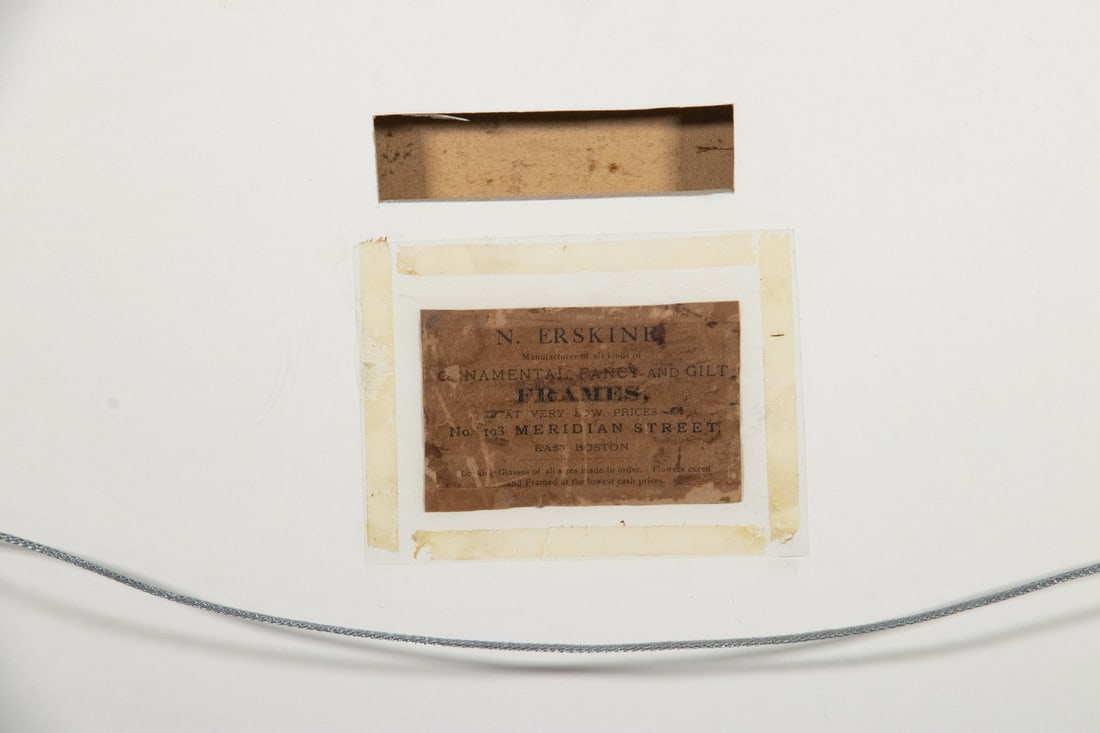 N. ERSKINE,
Manufacturer of all kinds of
ORNAMENTAL, FANCY AND GILT
FRAMES,
AT VERY LOW PRICES
No. 103 MERIDIAN STREET,
EAST BOSTON
Looking Glasses of all sizes made to order. Flowers cured
and Framed at the lowest cash prices.